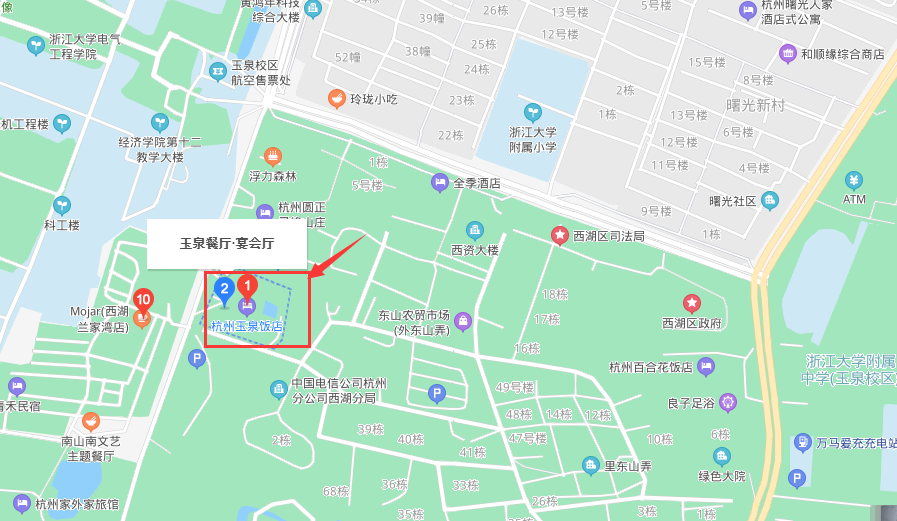 像
黄鸿年科技
综合大楼
54栋
39幢
26栋
13号楼
5号楼
杭州曙光人家
酒店式公寓
浙江大学电气
工程学院
52幢
38幢
25栋
12号楼
和顺缘综合商店
玉泉校区
航空售票处
24栋
15号楼
8号楼
玲珑小吃
23栋
2栋
曙光新村
机工程楼
经济学院第十二
教学大楼
22栋
浙江大学
附属小学
1栋
13号楼
6号楼
12号楼
浮力森林
1栋
5号楼
全季酒店
11号楼
4号楼
ATM
科工楼
杭州圆正
9号楼
曙光社区
玉泉餐厅·宴会厅
西资大楼
西湖区司法局
1栋
2
1
10
Mojar(西湖
兰家湾店)
杭州玉泉饭店
东山农贸市场
(外东山弄)
18栋
17栋
16栋
西湖区政府
P
杭州百合花饭店
浙江大学附属
中学(玉泉校区)
青禾民宿
中国电信公司杭州
分公司西湖分局
P
49号楼
48栋
14栋
12栋
良子足浴
南山南文艺
主题餐厅
2栋
39栋
40栋
41栋
47号楼
10栋
6栋
万马爱充充电站
里东山弄
绿色大院
P
杭州家外家旅馆
68栋
36栋
33栋
35栋
26栋
3栋
1栋